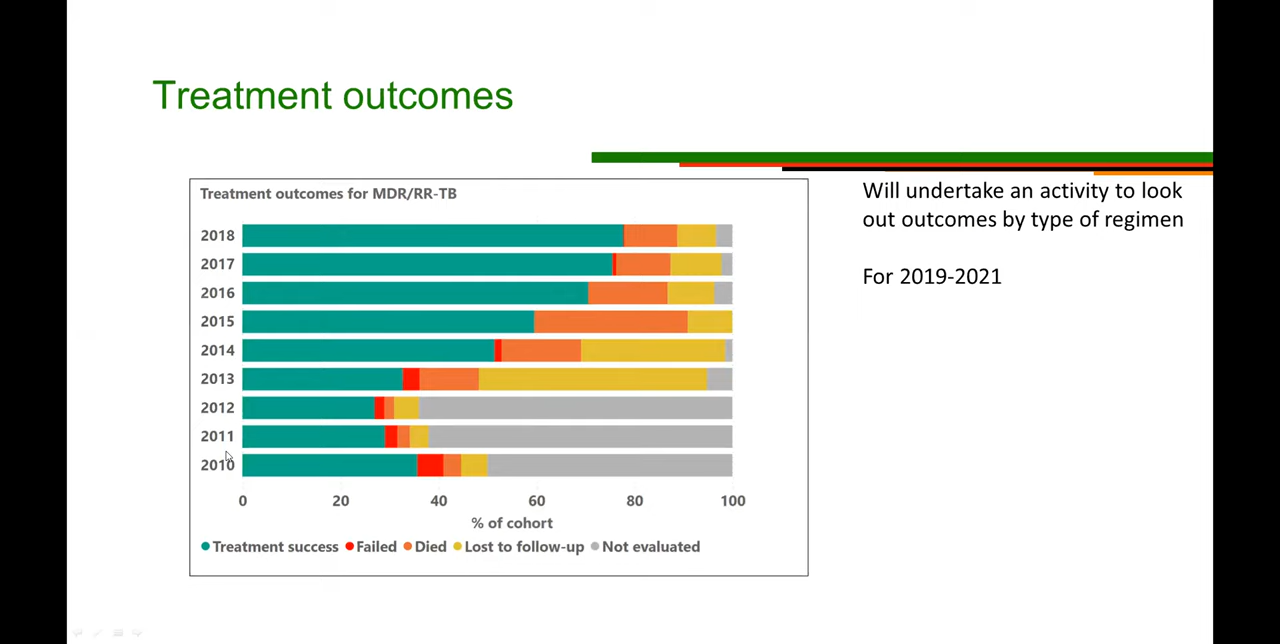 Treatment outcomes
Treatment outcomes for MDR/RR-TB
2018
2017
2016
2015
2014
2013
2012
2011
2010
0 20 40 60 80 100
% of cohort
Treatment success Failed Died Lost to follow-up Not evaluated
Will undertake an activity to look
out outcomes by type of regimen
For 2019-2021